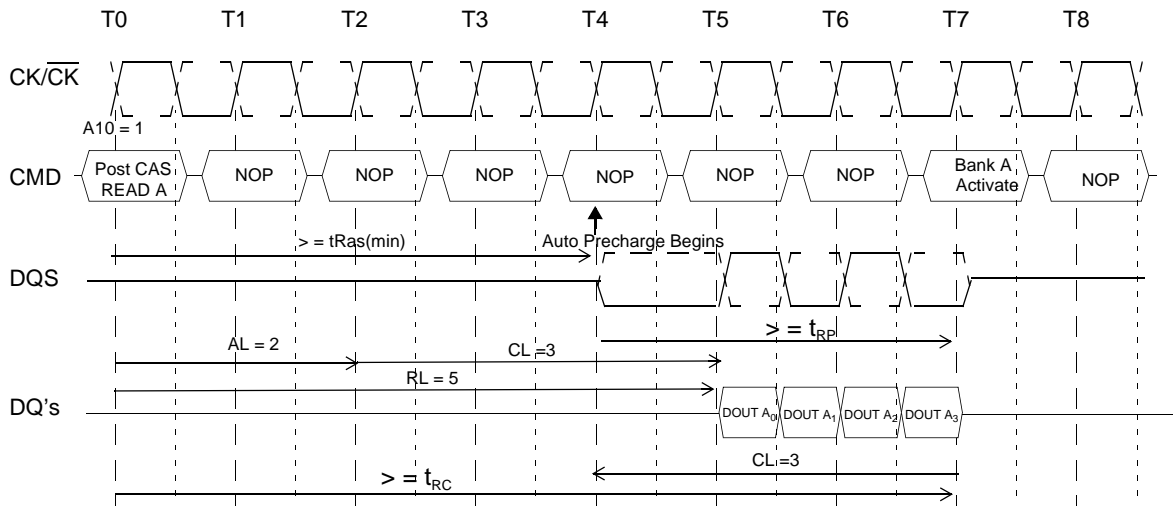 T0 T1 T2 T3 T4 T5 T6 T7 T8
CK/CK
A10 = 1
CMD
Post CAS
READ A
NOP
NOP
NOP
NOP
NOP
NOP
Bank A
Activate
NOP
> = tRas(min)
Auto Precharge Begins
DQS
> = tRP
AL = 2
CL =3
RL = 5
DQ's
DOUT A0
DOUT A1
DOUT A2
DOUT A3
CL =3
> = tRC